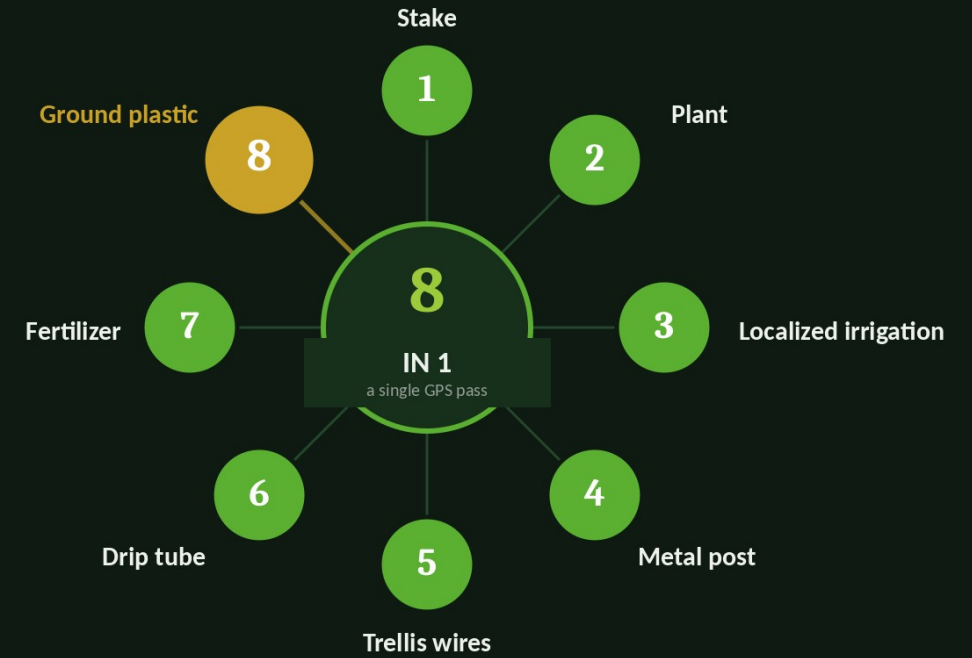 Stake
1
Plant
2
Localized irrigation
3
Metal post
4
Trellis wires
5
Drip tube
6
Fertilizer
7
Ground plastic
8
8
IN 1
a single GPS pass